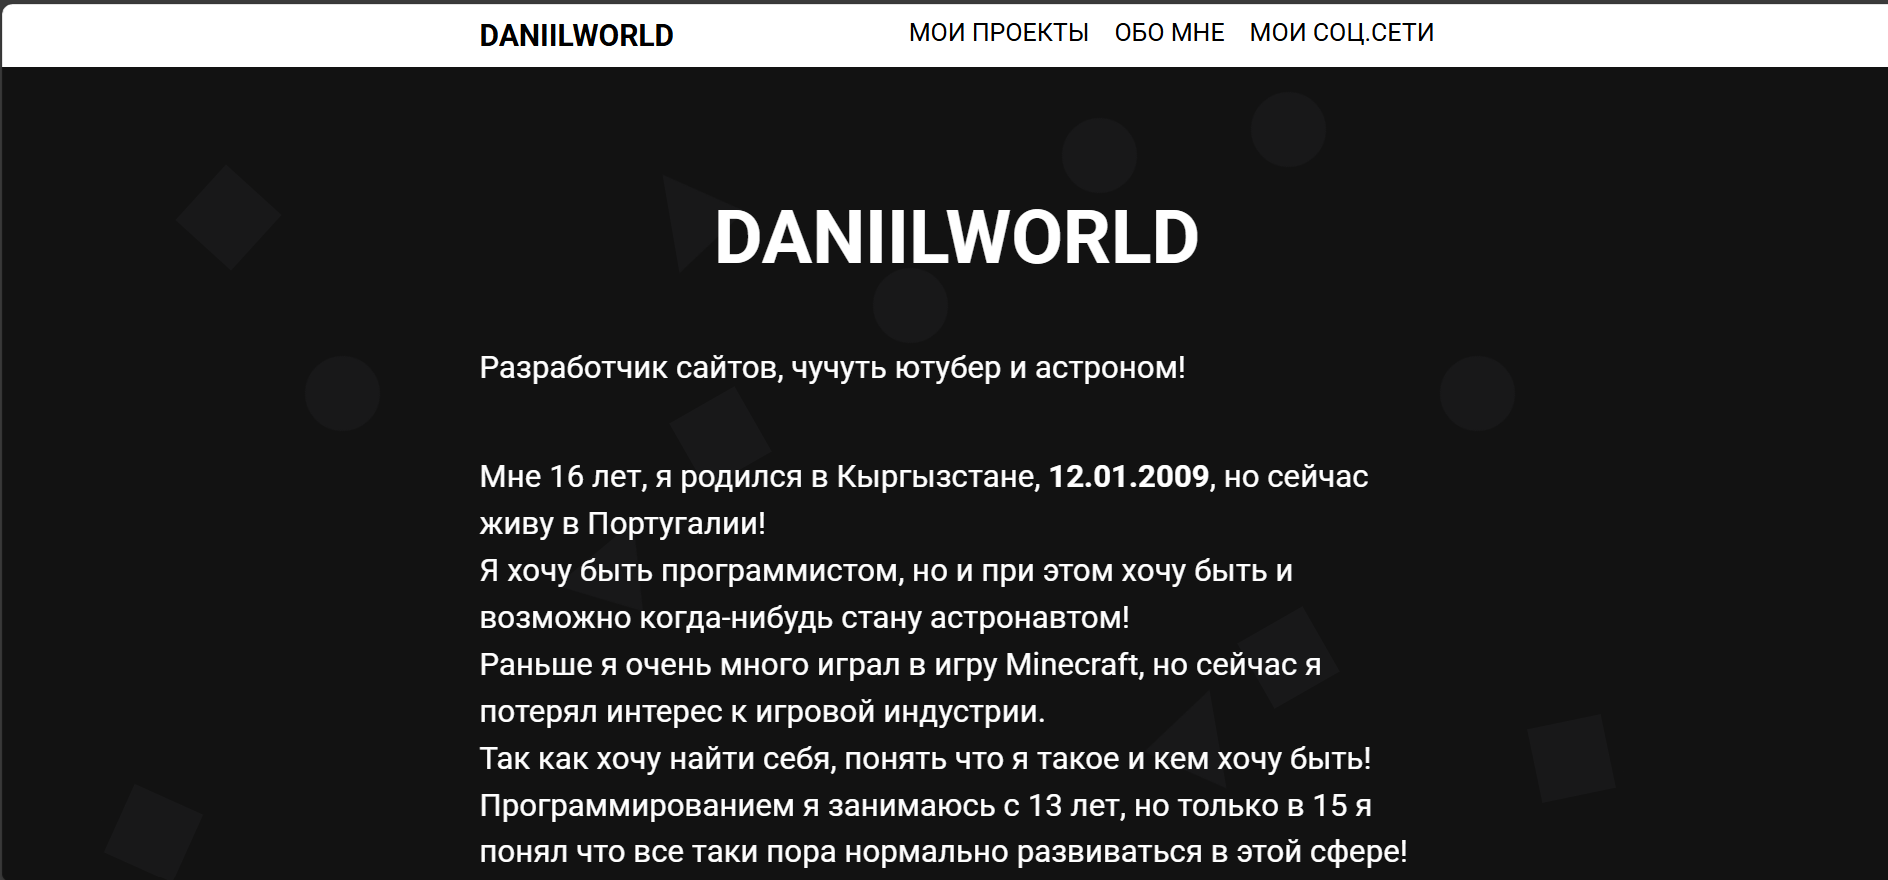 DANIILWORLD
МОИ ПРОЕКТЫ ОБО МНЕ МОИ СОЦ.СЕТИ
DANIILWORLD
Разработчик сайтов, чучуть ютубер и астроном!
Мне 16 лет, я родился в Кыргызстане, 12.01.2009, но сейчас
живу в Португалии!
Я хочу быть программистом, но и при этом хочу быть и
возможно когда-нибудь стану астронавтом!
Раньше я очень много играл в игру Minecraft, но сейчас я
потерял интерес к игровой индустрии.
Так как хочу найти себя, понять что я такое и кем хочу быть!
Программированием я занимаюсь с 13 лет, но только в 15 я
понял что все таки пора нормально развиваться в этой сфере!